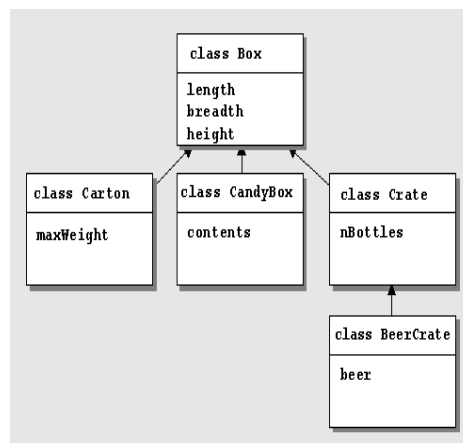 class Box
length
breadth
height
class Carton
maxWeight
class CandyBox
contents
class Crate
nBottles
class BeerCrate
beer